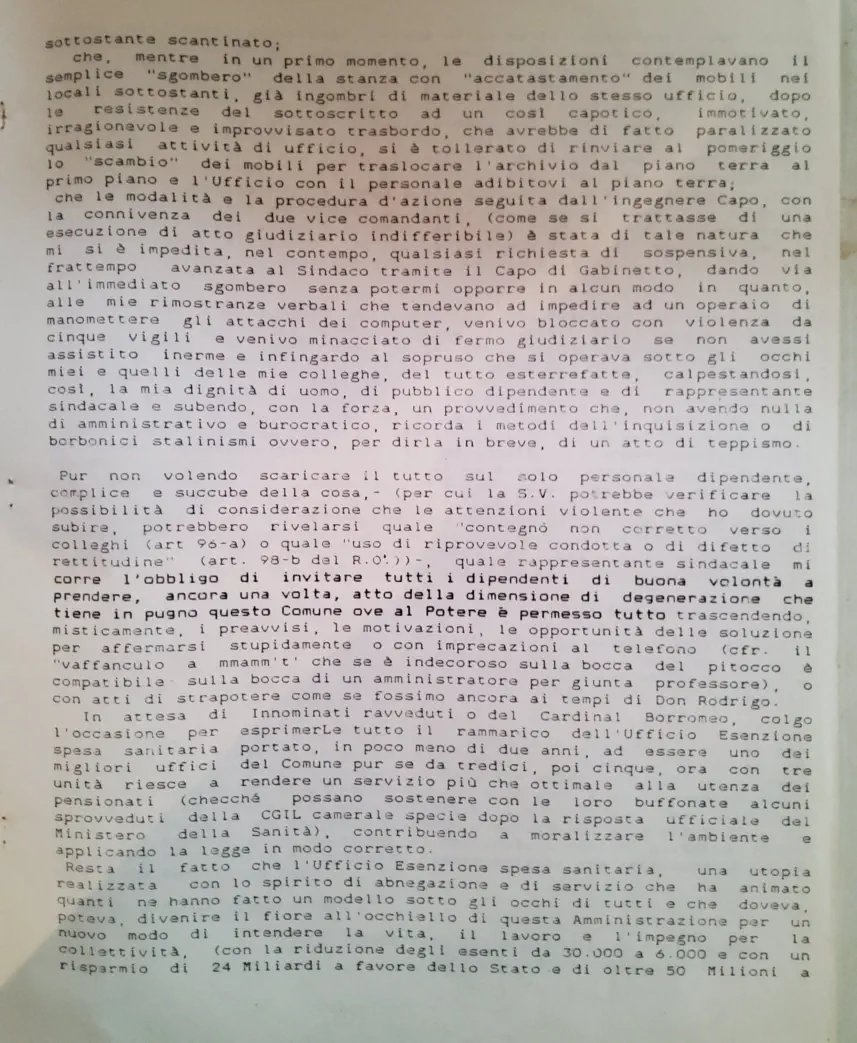 sottostante scantinato;
che, mentre in un primo momento, le disposizioni contemplavano il
semplice "sgombero" della stanza con "accatastamento" dei mobili nei
locali sottostanti, già ingombri di materiale dello stesso ufficio, dopo
le resistenze del sottoscritto ad un così capotico, immotivato,
irragionevole e improvvisato trasbordo, che avrebbe di fatto paralizzato
qualsiasi attività di ufficio, si è tollerato di rinviare al pomeriggio
lo "scambio" dei mobili per traslocare l'archivio dal piano terra al
primo piano e l'Ufficio con il personale adibitovi al piano terra;
che le modalità e la procedura d'azione seguita dall'ingegnere Capo, con
la connivenza dei due vice comandanti, (come se si trattasse di una
esecuzione di atto giudiziario indifferibile) è stata di tale natura che
mi si è impedita, nel contempo, qualsiasi richiesta di sospensiva, nel
frattempo avanzata al Sindaco tramite il Capo di Gabinetto, dando via
all'immediato sgombero senza potermi opporre in alcun modo in quanto,
alle mie rimostranze verbali che tendevano ad impedire ad un operaio di
manomettere gli attacchi dei computer, venivo bloccato con violenza da
cinque vigili e venivo minacciato di fermo giudiziario se non avessi
assistito inerme e infingardo al sopruso che si operava sotto gli occhi
miei e quelli delle mie colleghe, del tutto esterrefatte, calpestandosi,
così, la mia dignità di uomo, di pubblico dipendente e di rappresentante
sindacale e subendo, con la forza, un provvedimento che, non avendo nulla
di amministrativo e burocratico, ricorda i metodi dell'inquisizione o di
borbonici stalinismi ovvero, per dirla in breve, di un atto di teppismo.
Pur non volendo scaricare il tutto sul solo personale dipendente,
complice e succube della cosa,- (per cui la S.V. potrebbe verificare la
possibilità di considerazione che le attenzioni violente che ho dovuto
subire, potrebbero rivelarsi quale "contegno non corretto verso i
colleghi (art 96-a) o quale "uso di riprovevole condotta o di difetto di
rettitudine" (art. 98-b del R.O.))-, quale rappresentante sindacale mi
corre l'obbligo di invitare tutti i dipendenti di buona volontà a
prendere, ancora una volta, atto della dimensione di degenerazione che
tiene in pugno questo Comune ove al Potere è permesso tutto trascendendo,
misticamente, i preavvisi, le motivazioni, le opportunità delle soluzione
per affermarsi stupidamente o con imprecazioni al telefono (cfr. il
"vaffanculo a mmamm't' che se è indecoroso sulla bocca del pitocco è
compatibile sulla bocca di un amministratore per giunta professore), o
con atti di strapotere come se fossimo ancora ai tempi di Don Rodrigo.
In attesa di Innominati ravveduti o del Cardinal Borromeo, colgo
l'occasione per esprimerLe tutto il rammarico dell'Ufficio Esenzione
spesa sanitaria portato, in poco meno di due anni, ad essere uno dei
migliori uffici del Comune pur se da tredici, poi cinque, ora con tre
unità riesce a rendere un servizio più che ottimale alla utenza dei
pensionati (checché possano sostenere con le loro buffonate alcuni
sprovveduti della CGIL camerale specie dopo la risposta ufficiale del
Ministero della Sanità), contribuendo a moralizzare l'ambiente e
applicando la legge in modo corretto.
Resta il fatto che l'Ufficio Esenzione spesa sanitaria, una utopia
realizzata con lo spirito di abnegazione e di servizio che ha animato
quanti ne hanno fatto un modello sotto gli occhi di tutti e che doveva,
poteva, divenire il fiore all'occhiello di questa Amministrazione per un
nuovo modo di intendere la vita, il lavoro e l'impegno per la
collettività, (con la riduzione degli esenti da 30.000 a 6.000 e con un
risparmio di 24 Miliardi a favore dello Stato e di oltre 50 Milioni a